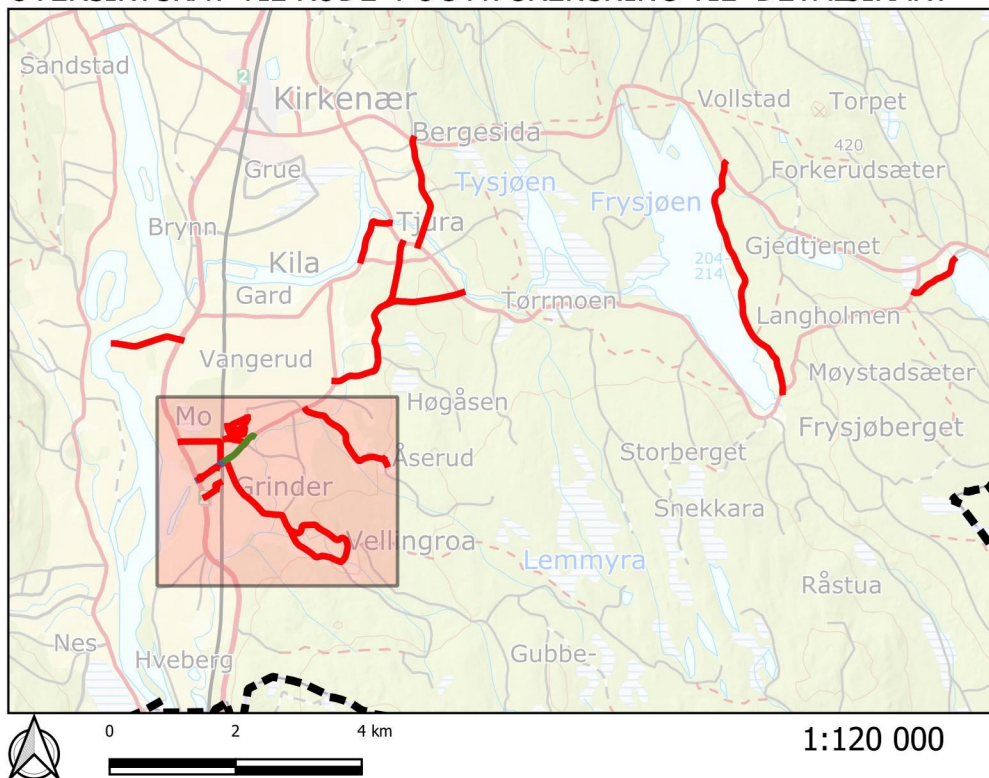 Sandstad
2
Kirkenær
Vollstad
Torpet
Bergesida
420
Grue
Tysjøen
Forkerudsæter
Frysjøen
Brynn
Tjura
Gjedtjernet
Kila
204-
214
Gard
Tørrmoen
Langholmen
Vangerud
Møystadsæter
Høgåsen
Mo
Frysjøberget
Storberget
Åserud
Grinder
Snekkara
Vellingroa
Lemmyra
Råstua
Nes
Hveberg
Gubbe-
0
2
4 km
1:120 000